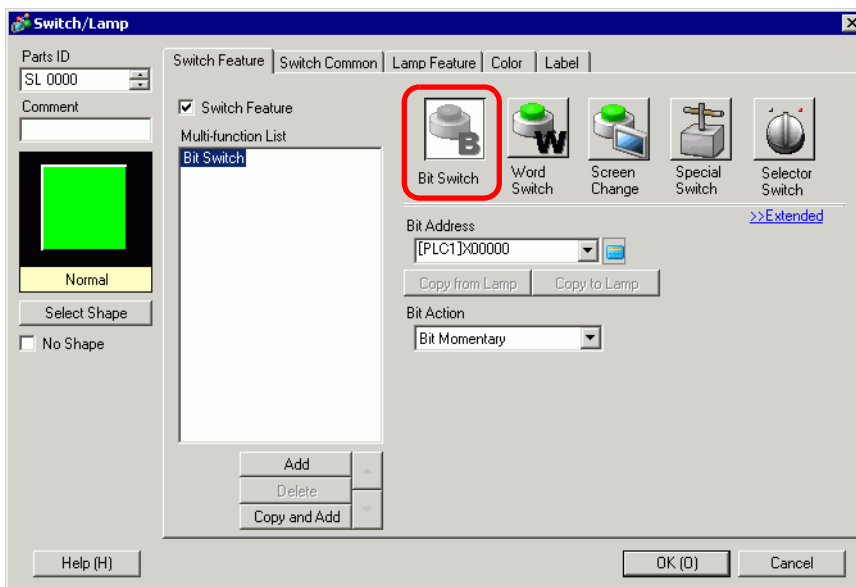 Switch/Lamp
Parts ID
SL 0000
Comment
Normal
Select Shape
No Shape
Switch Feature
Switch Common
Lamp Feature
Color
Label
Switch Feature
Multi-function List
Bit Switch
Add
Delete
Copy and Add
B
Bit Switch
W
Word
Switch
Screen
Change
Special
Switch
Selector
Switch
>>Extended
Bit Address
[PLC1]X00000
Copy from Lamp
Copy to Lamp
Bit Action
Bit Momentary
Help (H)
OK (O)
Cancel